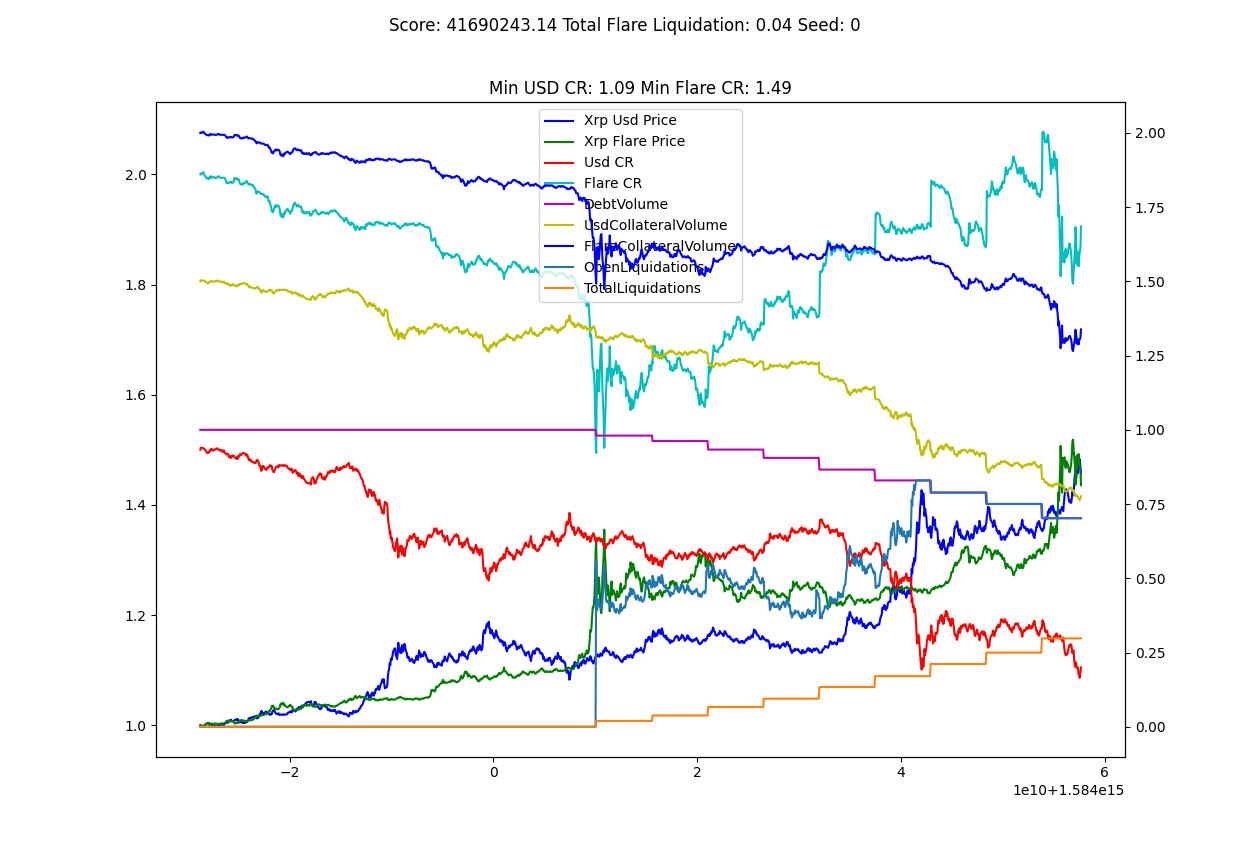 Score: 41690243.14 Total Flare Liquidation: 0.04 Seed: 0
Min USD CR: 1.09 Min Flare CR: 1.49
Xrp Usd Price
Xrp Flare Price
Usd CR
Flare CR
DebtVolume
UsdCollateralVolume
FlareCollateralVolume
OpenLiquidations
TotalLiquidations
2.0
1.8
1.6
1.4
1.2
1.0
2.00
1.75
1.50
1.25
1.00
0.75
0.50
0.25
0.00
−2 0 2 4 6
1e10+1.584e15